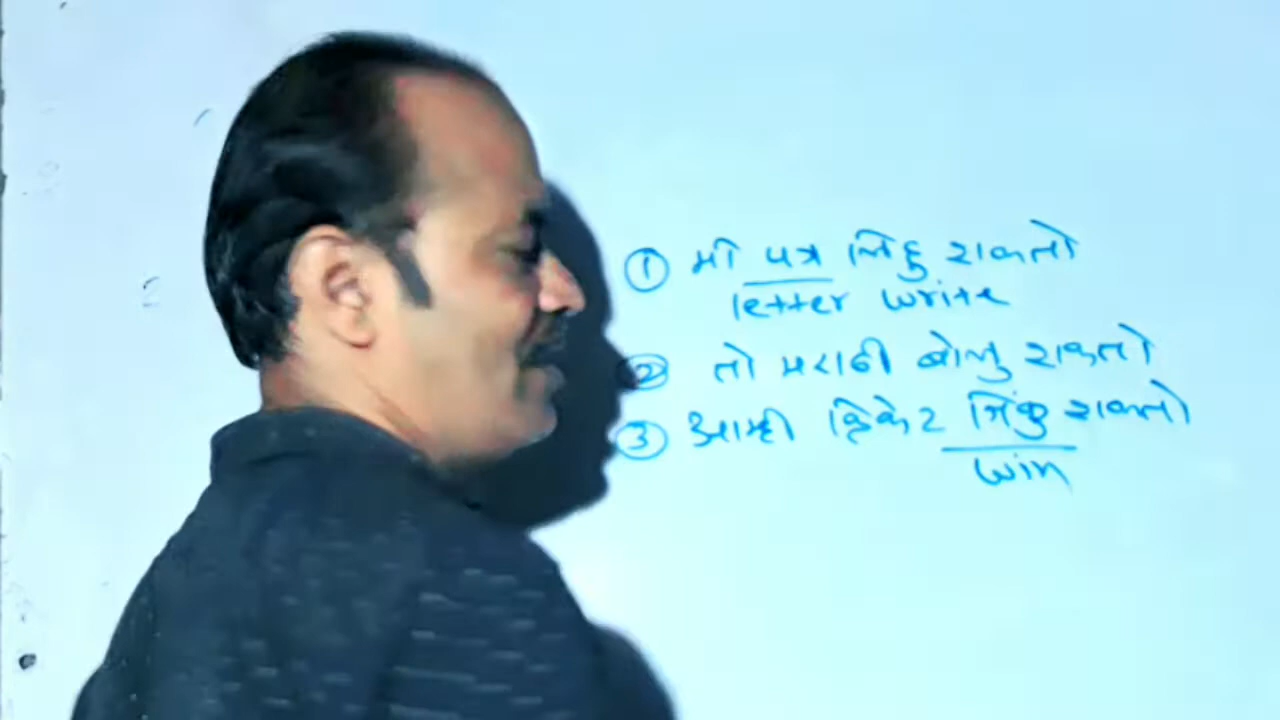 ① मी पत्र लिहु शकतो
letter write
② तो मराठी बोलु शकतो
③ आम्ही क्रिकेट जिंकु शकतो
win